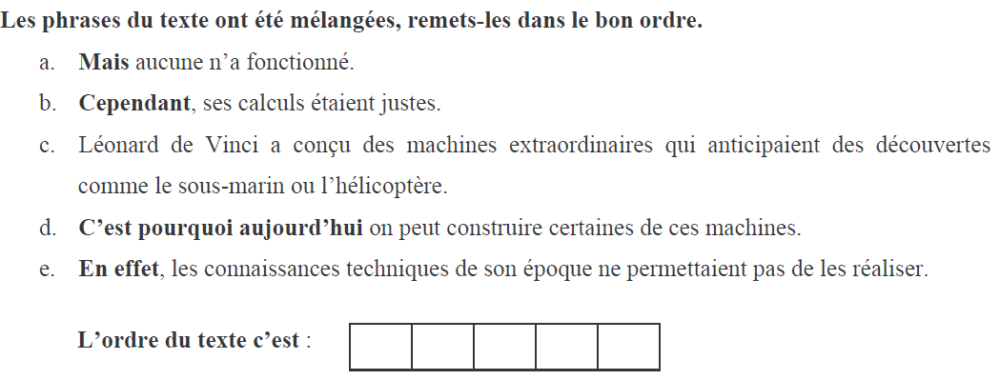 Les phrases du texte ont été mélangées, remets-les dans le bon ordre.
a. Mais aucune n’a fonctionné.
b. Cependant, ses calculs étaient justes.
c. Léonard de Vinci a conçu des machines extraordinaires qui anticipaient des découvertes
comme le sous-marin ou l’hélicoptère.
d. C’est pourquoi aujourd’hui on peut construire certaines de ces machines.
e. En effet, les connaissances techniques de son époque ne permettaient pas de les réaliser.
L’ordre du texte c’est :